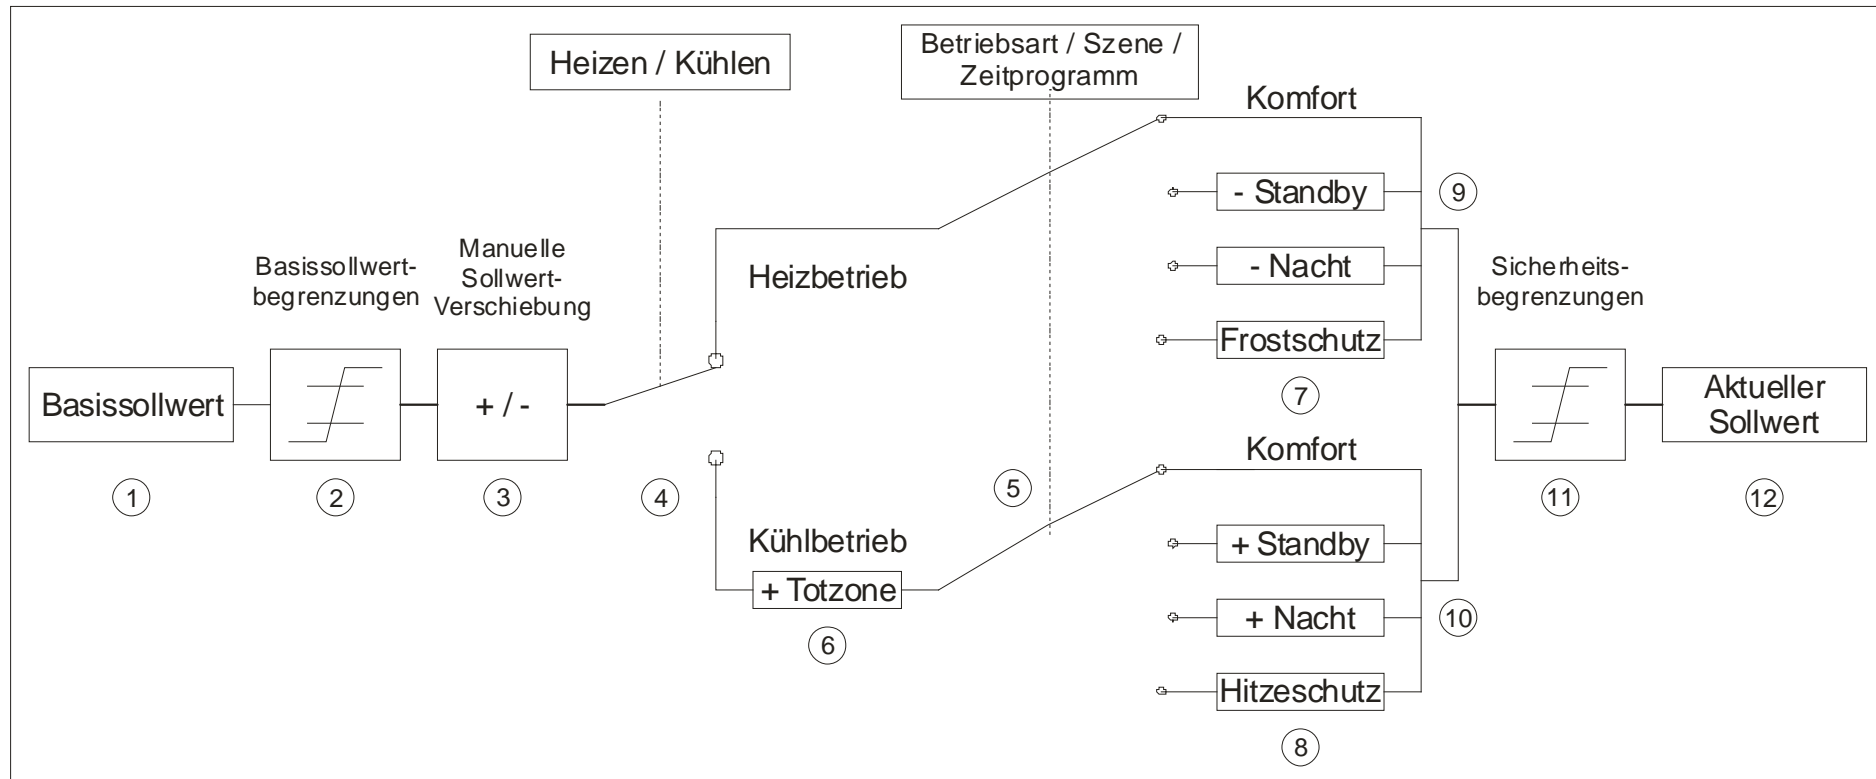 Heizen / Kühlen
Betriebsart / Szene /
Zeitprogramm
Komfort
- Standby
9
- Nacht
Frostschutz
7
Heizbetrieb
Basissollwert-
begrenzungen
Manuelle
Sollwert-
Verschiebung
Sicherheits-
begrenzungen
Basissollwert
+ / -
Aktueller
Sollwert
1
2
3
4
5
11
12
Komfort
Kühlbetrieb
+ Totzone
6
+ Standby
+ Nacht
10
Hitzeschutz
8